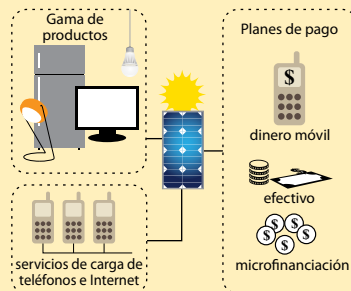 Gama de
productos
servicios de carga de
teléfonos e Internet
Planes de pago
$
dinero móvil
efectivo
$ $ $ $ $
microfinanciación